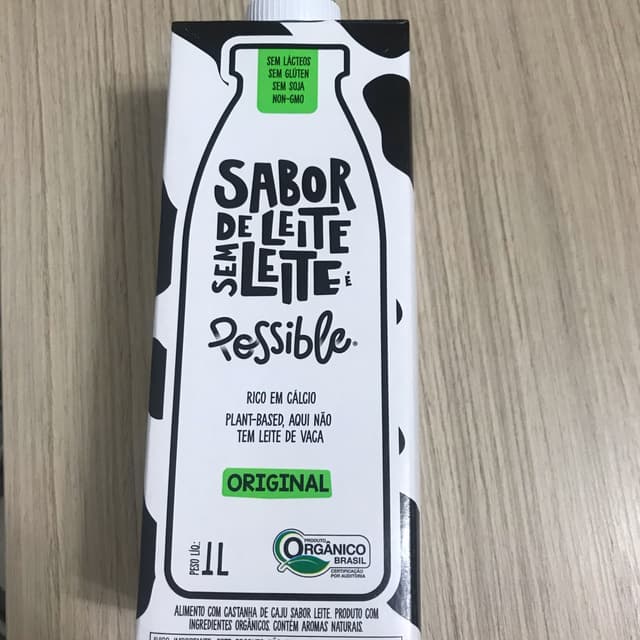 SEM LÁCTEOS
SEM GLÚTEN
SEM SOJA
NON-GMO
SABOR
DE LEITE
SEM LEITE É
Possible®
RICO EM CÁLCIO
PLANT-BASED, AQUI NÃO
TEM LEITE DE VACA
ORIGINAL
PESO LÍQ.: 1L
PRODUTO
ORGÂNICO
BRASIL
CERTIFICAÇÃO
POR AUDITORIA
ALIMENTO COM CASTANHA DE CAJU SABOR LEITE. PRODUTO COM
INGREDIENTES ORGÂNICOS. CONTÉM AROMAS NATURAIS.